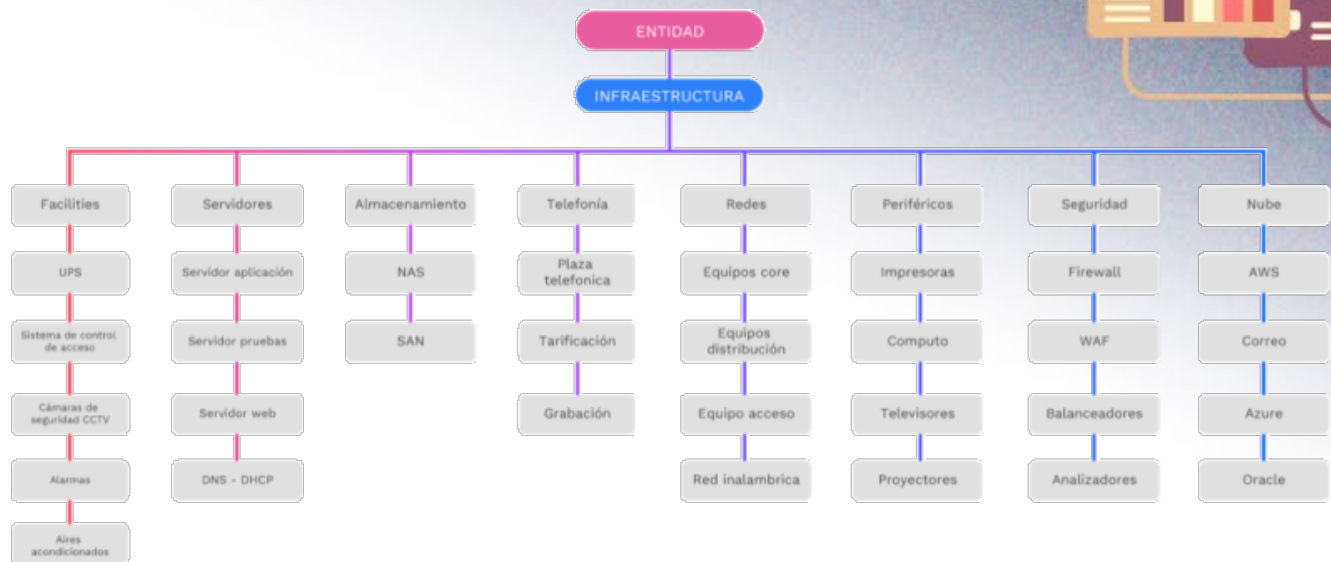 ENTIDAD
INFRAESTRUCTURA
Facilities
Servidores
Almacenamiento
Telefonía
Redes
Periféricos
Seguridad
Nube
UPS
Servidor aplicación
NAS
Plaza
telefonica
Equipos core
Impresoras
Firewall
AWS
Sistema de control
de acceso
Servidor pruebas
SAN
Tarificación
Equipos
distribución
Computo
WAF
Correo
Cámaras de
seguridad CCTV
Servidor web
Grabación
Equipo acceso
Televisores
Balanceadores
Azure
Alarmas
DNS - DHCP
Red inalambrica
Proyectores
Analizadores
Oracle
Aires
acondicionados